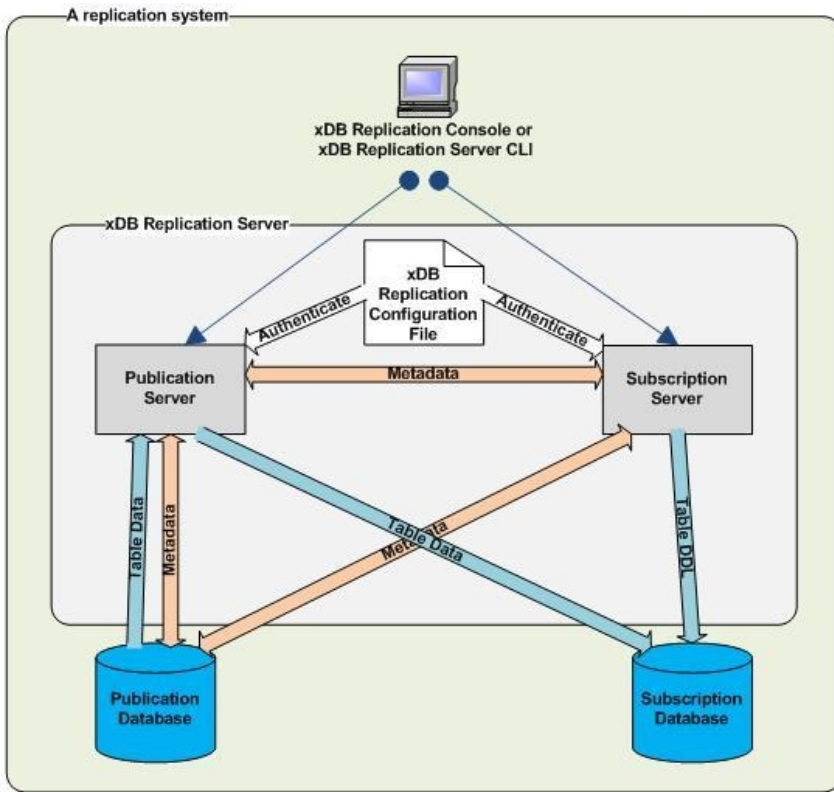 A replication system
xDB Replication Console or
xDB Replication Server CLI
xDB Replication Server
xDB
Replication
Configuration
File
Authenticate
Authenticate
Publication
Server
Metadata
Subscription
Server
Table Data
Metadata
Table Data
Metadata
Table DDL
Publication
Database
Subscription
Database